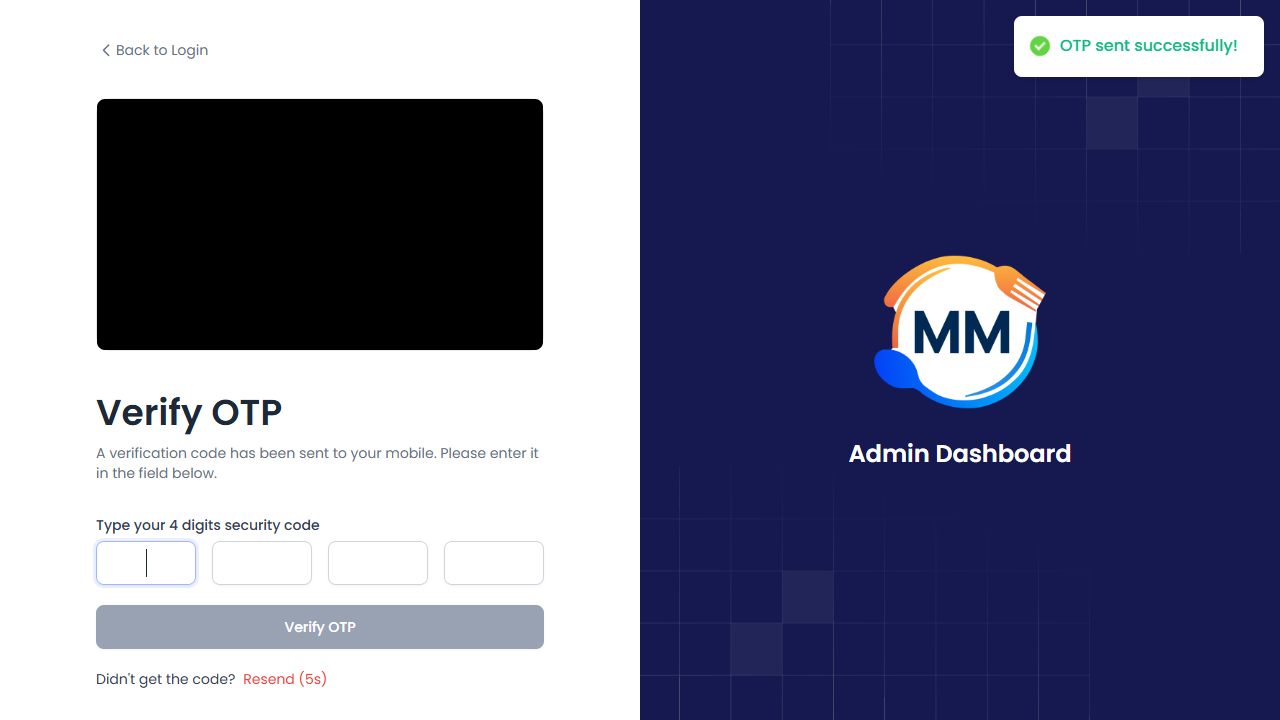 Back to Login
OTP sent successfully!
MM
Verify OTP
A verification code has been sent to your mobile. Please enter it
in the field below.
Admin Dashboard
Type your 4 digits security code
Verify OTP
Didn't get the code? Resend (5s)